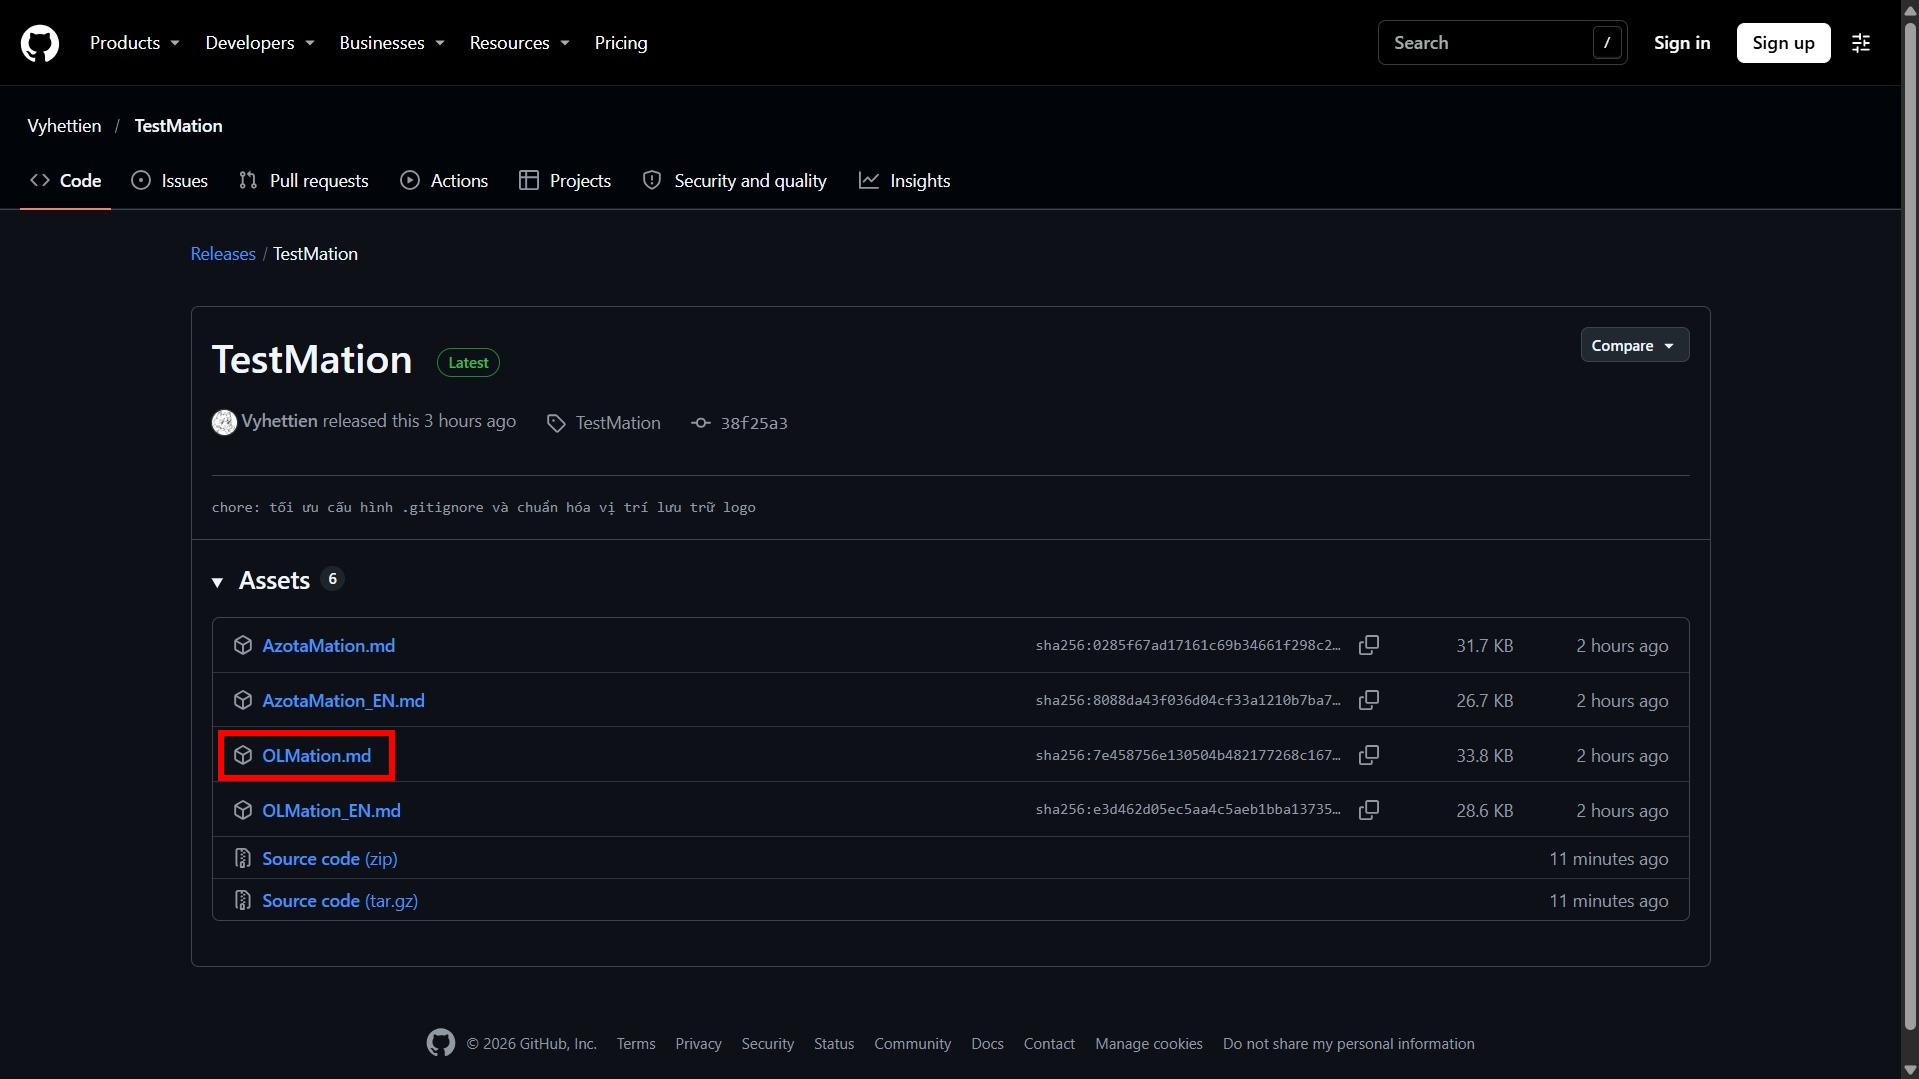 Products
Developers
Businesses
Resources
Pricing
Search
/
Sign in
Sign up
Vyhettien / TestMation
Code
Issues
Pull requests
Actions
Projects
Security and quality
Insights
Releases / TestMation
TestMation
Latest
Compare
Vyhettien released this 3 hours ago
TestMation
38f25a3
chore: tối ưu cấu hình .gitignore và chuẩn hóa vị trí lưu trữ logo
Assets 6
AzotaMation.md sha256:0285f67ad17161c69b34661f298c2… 31.7 KB 2 hours ago
AzotaMation_EN.md sha256:8088da43f036d04cf33a1210b7ba7… 26.7 KB 2 hours ago
OLMation.md sha256:7e458756e130504b482177268c167… 33.8 KB 2 hours ago
OLMation_EN.md sha256:e3d462d05ec5aa4c5aeb1bba13735… 28.6 KB 2 hours ago
Source code (zip) 11 minutes ago
Source code (tar.gz) 11 minutes ago
© 2026 GitHub, Inc. Terms Privacy Security Status Community Docs Contact Manage cookies Do not share my personal information